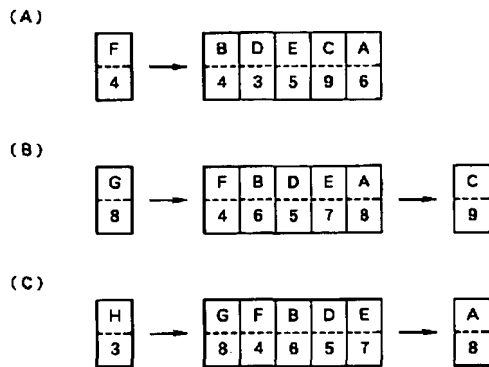 (A)
F B D E C A
4 4 3 5 9 6
(B)
G F B D E A C
8 4 6 5 7 8 9
(C)
H G F B D E A
3 8 4 6 5 7 8